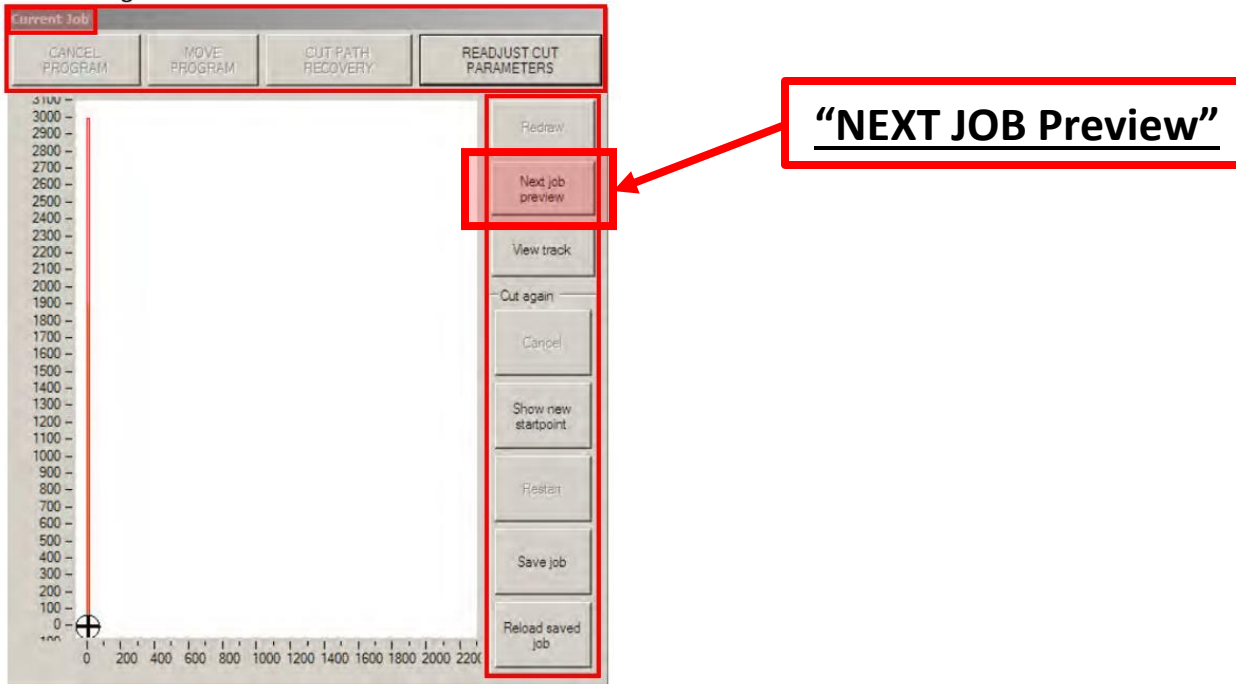 Current Job
CANCEL
PROGRAM
MOVE
PROGRAM
CUT PATH
RECOVERY
READJUST CUT
PARAMETERS
3100
3000
2900
2800
2700
2600
2500
2400
2300
2200
2100
2000
1900
1800
1700
1600
1500
1400
1300
1200
1100
1000
900
800
700
600
500
400
300
200
100
0
0 200 400 600 800 1000 1200 1400 1600 1800 2000 2200
Redraw
Next job
preview
View track
Cut again
Cancel
Show new
startpoint
Restart
Save job
Reload saved
job
“NEXT JOB Preview”